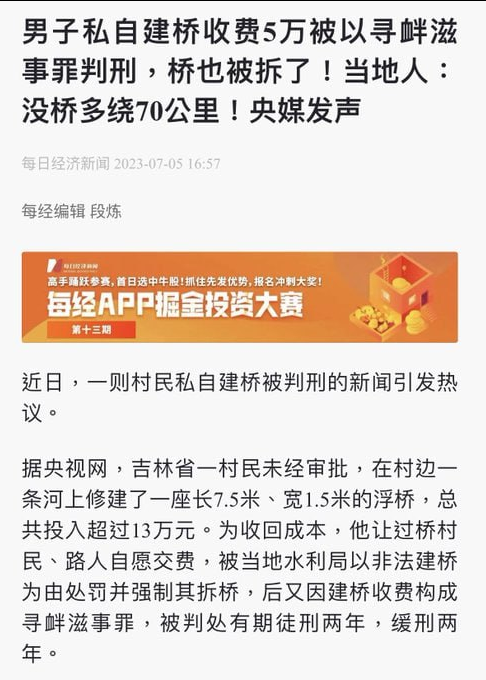 男子私自建桥收费5万被以寻衅滋
事罪判刑，桥也被拆了！当地人：
没桥多绕70公里！央媒发声
每日经济新闻 2023-07-05 16:57
每经编辑 段炼
每日经济新闻
高手踊跃参赛,首日选中牛股!抓住先发优势,报名冲刺大奖!
每经APP掘金投资大赛
第十三期
近日，一则村民私自建桥被判刑的新闻引发热
议。
据央视网，吉林省一村民未经审批，在村边一
条河上修建了一座长7.5米、宽1.5米的浮桥，总
共投入超过13万元。为收回成本，他让过桥村
民、路人自愿交费，被当地水利局以非法建桥
为由处罚并强制其拆桥，后又因建桥收费构成
寻衅滋事罪，被判处有期徒刑两年，缓刑两
年。